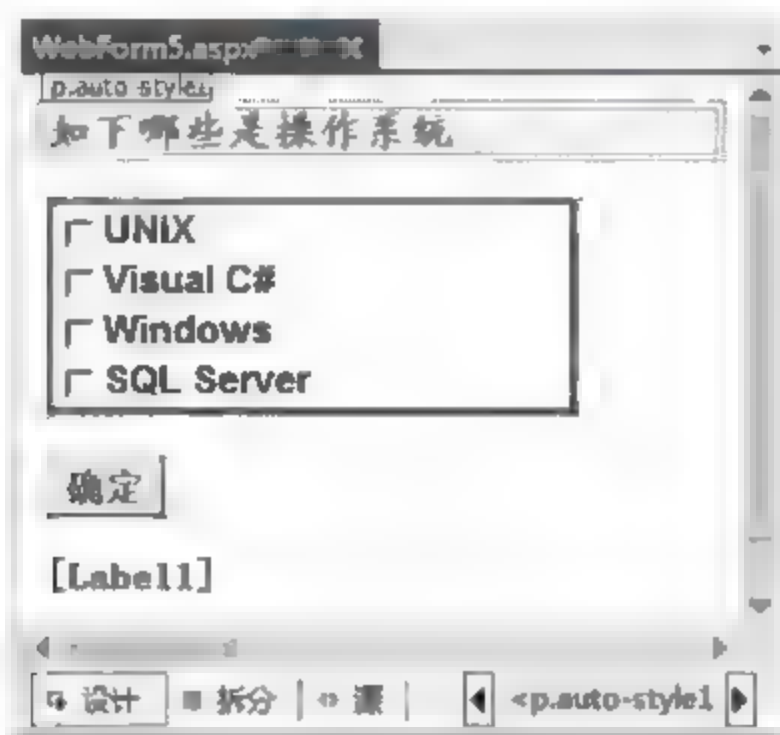 WebForm5.aspx
p.auto-style1
如下哪些是操作系统
UNIX
Visual C#
Windows
SQL Server
确定
[Label1]
设计 拆分 源 <p.auto-style1